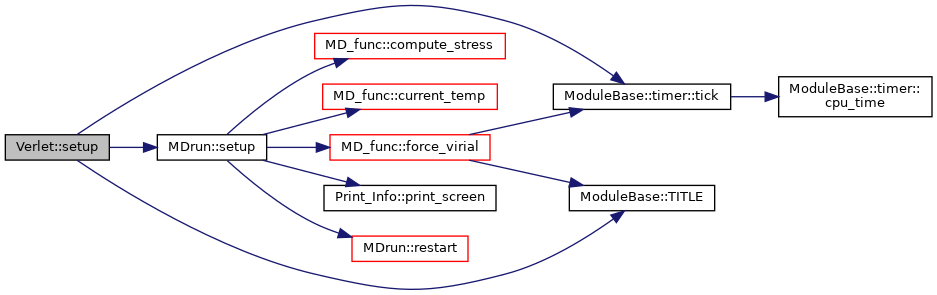 Verlet::setup
MDrun::setup
MD_func::compute_stress
MD_func::current_temp
MD_func::force_virial
Print_Info::print_screen
MDrun::restart
ModuleBase::timer::tick
ModuleBase::TITLE
ModuleBase::timer::
cpu_time